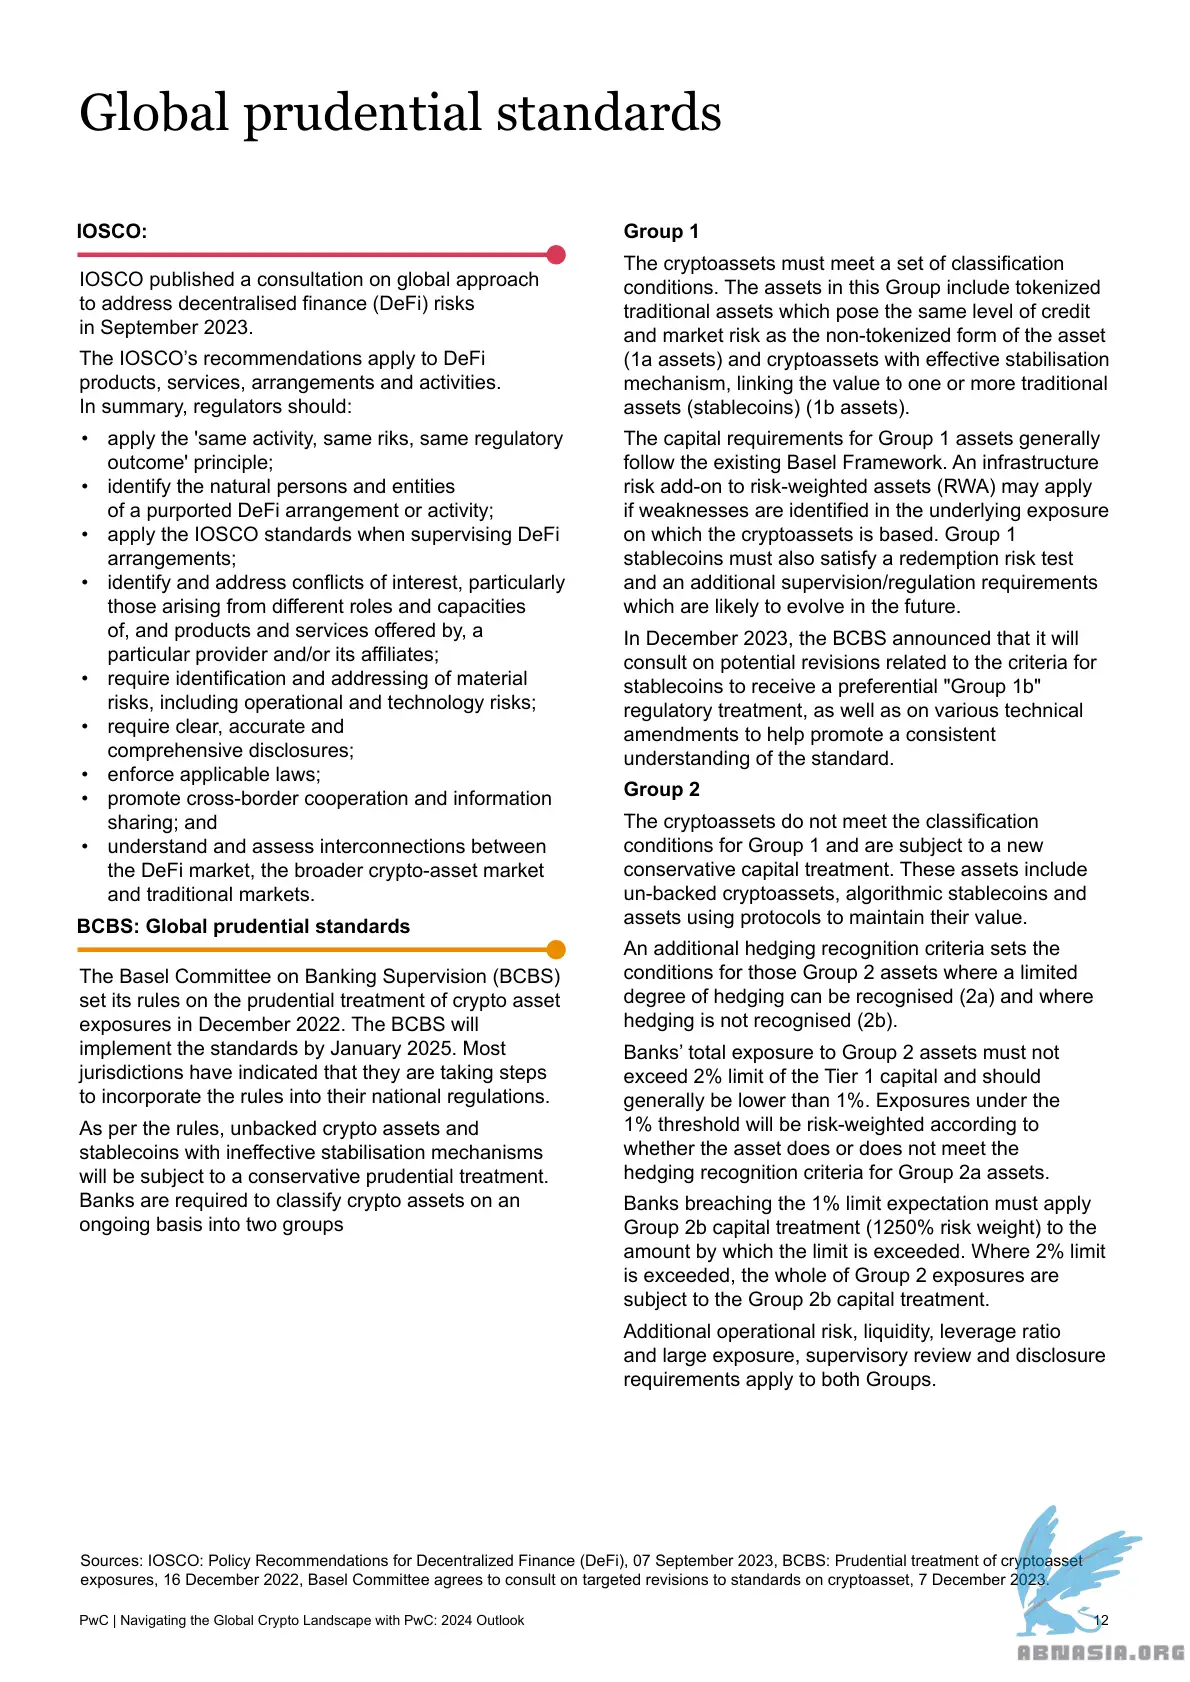 Global prudential standards
IOSCO:
IOSCO published a consultation on global approach
to address decentralised finance (DeFi) risks
in September 2023.
The IOSCO’s recommendations apply to DeFi
products, services, arrangements and activities.
In summary, regulators should:
• apply the 'same activity, same riks, same regulatory
outcome' principle;
• identify the natural persons and entities
of a purported DeFi arrangement or activity;
• apply the IOSCO standards when supervising DeFi
arrangements;
• identify and address conflicts of interest, particularly
those arising from different roles and capacities
of, and products and services offered by, a
particular provider and/or its affiliates;
• require identification and addressing of material
risks, including operational and technology risks;
• require clear, accurate and
comprehensive disclosures;
• enforce applicable laws;
• promote cross-border cooperation and information
sharing; and
• understand and assess interconnections between
the DeFi market, the broader crypto-asset market
and traditional markets.
BCBS: Global prudential standards
The Basel Committee on Banking Supervision (BCBS)
set its rules on the prudential treatment of crypto asset
exposures in December 2022. The BCBS will
implement the standards by January 2025. Most
jurisdictions have indicated that they are taking steps
to incorporate the rules into their national regulations.
As per the rules, unbacked crypto assets and
stablecoins with ineffective stabilisation mechanisms
will be subject to a conservative prudential treatment.
Banks are required to classify crypto assets on an
ongoing basis into two groups
Group 1
The cryptoassets must meet a set of classification
conditions. The assets in this Group include tokenized
traditional assets which pose the same level of credit
and market risk as the non-tokenized form of the asset
(1a assets) and cryptoassets with effective stabilisation
mechanism, linking the value to one or more traditional
assets (stablecoins) (1b assets).
The capital requirements for Group 1 assets generally
follow the existing Basel Framework. An infrastructure
risk add-on to risk-weighted assets (RWA) may apply
if weaknesses are identified in the underlying exposure
on which the cryptoassets is based. Group 1
stablecoins must also satisfy a redemption risk test
and an additional supervision/regulation requirements
which are likely to evolve in the future.
In December 2023, the BCBS announced that it will
consult on potential revisions related to the criteria for
stablecoins to receive a preferential "Group 1b"
regulatory treatment, as well as on various technical
amendments to help promote a consistent
understanding of the standard.
Group 2
The cryptoassets do not meet the classification
conditions for Group 1 and are subject to a new
conservative capital treatment. These assets include
un-backed cryptoassets, algorithmic stablecoins and
assets using protocols to maintain their value.
An additional hedging recognition criteria sets the
conditions for those Group 2 assets where a limited
degree of hedging can be recognised (2a) and where
hedging is not recognised (2b).
Banks’ total exposure to Group 2 assets must not
exceed 2% limit of the Tier 1 capital and should
generally be lower than 1%. Exposures under the
1% threshold will be risk-weighted according to
whether the asset does or does not meet the
hedging recognition criteria for Group 2a assets.
Banks breaching the 1% limit expectation must apply
Group 2b capital treatment (1250% risk weight) to the
amount by which the limit is exceeded. Where 2% limit
is exceeded, the whole of Group 2 exposures are
subject to the Group 2b capital treatment.
Additional operational risk, liquidity, leverage ratio
and large exposure, supervisory review and disclosure
requirements apply to both Groups.
Sources: IOSCO: Policy Recommendations for Decentralized Finance (DeFi), 07 September 2023, BCBS: Prudential treatment of cryptoasset
exposures, 16 December 2022, Basel Committee agrees to consult on targeted revisions to standards on cryptoasset, 7 December 2023.
PwC | Navigating the Global Crypto Landscape with PwC: 2024 Outlook
12
ABNASIA.ORG